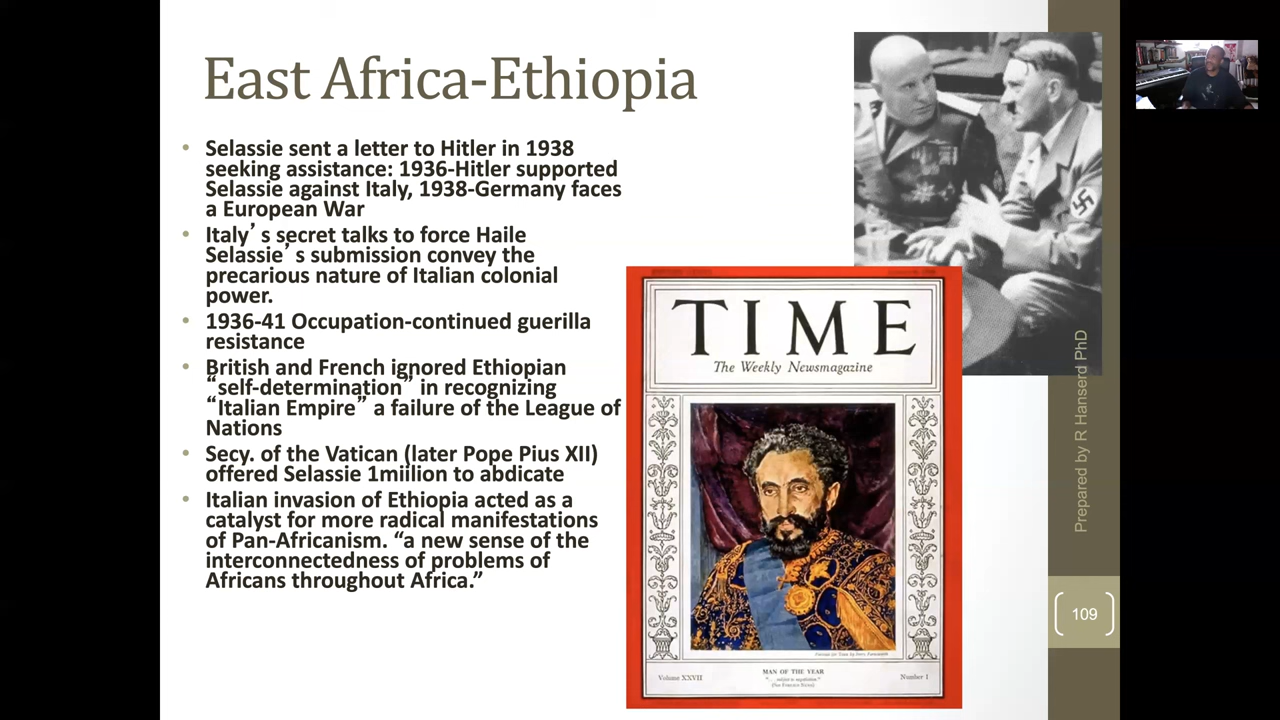 East Africa-Ethiopia
• Selassie sent a letter to Hitler in 1938
seeking assistance: 1936-Hitler supported
Selassie against Italy, 1938-Germany faces
a European War
• Italy’s secret talks to force Haile
Selassie’s submission convey the
precarious nature of Italian colonial
power.
• 1936-41 Occupation-continued guerilla
resistance
• British and French ignored Ethiopian
“self-determination” in recognizing
“Italian Empire” a failure of the League of
Nations
• Secy. of the Vatican (later Pope Pius XII)
offered Selassie 1miilion to abdicate
• Italian invasion of Ethiopia acted as a
catalyst for more radical manifestations
of Pan-Africanism. “a new sense of the
interconnectedness of problems of
Africans throughout Africa.”
TIME
The Weekly Newsmagazine
MAN OF THE YEAR
Volume XXVII
Number 1
Prepared by R Hanserd PhD
109